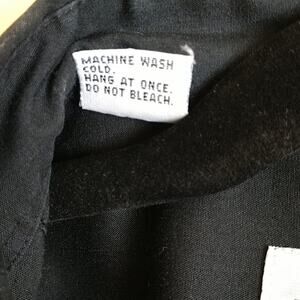 MACHINE WASH
COLD.
HANG AT ONCE.
DO NOT BLEACH.